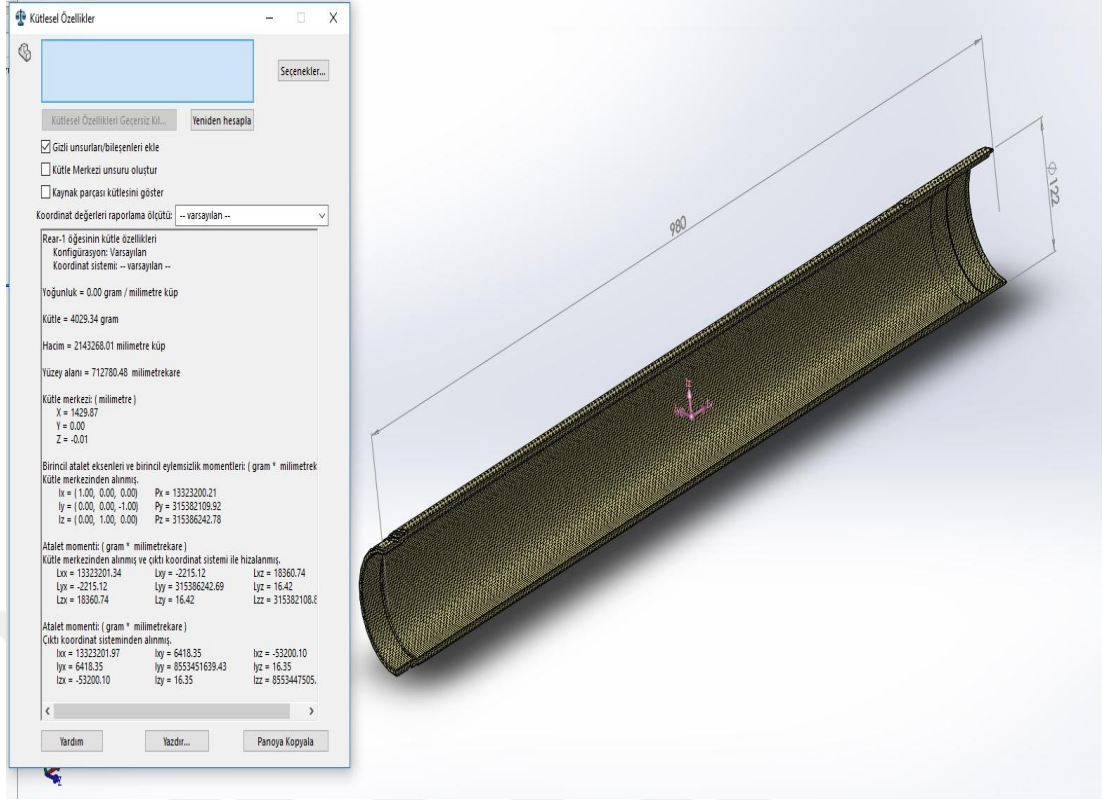 Kütlesel Özellikler
Seçenekler...
Kütlesel Özellikleri Geçersiz Kıl...
Yeniden hesapla
Gizli unsurları/bileşenleri ekle
Kütle Merkezi unsuru oluştur
Kaynak parçası kütlesini göster
Koordinat değerleri raporlama ölçütü: -- varsayılan --
Rear-1 öğesinin kütle özellikleri
Konfigürasyon: Varsayılan
Koordinat sistemi: -- varsayılan --
Yoğunluk = 0.00 gram / milimetre küp
Kütle = 4029.34 gram
Hacim = 2143268.01 milimetre küp
Yüzey alanı = 712780.48 milimetrekare
Kütle merkezi: ( milimetre )
X = 1429.87
Y = 0.00
Z = -0.01
Birincil atalet eksenleri ve birincil eylemsizlik momentleri: ( gram * milimetrek
Kütle merkezinden alınmış.
Ix = ( 1.00, 0.00, 0.00) Px = 13323200.21
Iy = ( 0.00, 0.00, -1.00) Py = 315382109.92
Iz = ( 0.00, 1.00, 0.00) Pz = 315386242.78
Atalet momenti: ( gram * milimetrekare )
Kütle merkezinden alınmış ve çıktı koordinat sistemi ile hizalanmış.
Lxx = 13323201.34 Lxy = -2215.12 Lxz = 18360.74
Lyx = -2215.12 Lyy = 315386242.69 Lyz = 16.42
Lzx = 18360.74 Lzy = 16.42 Lzz = 315382108.8
Atalet momenti: ( gram * milimetrekare )
Çıktı koordinat sisteminden alınmış.
Ixx = 13323201.97 Ixy = 6418.35 Ixz = -53200.10
Iyx = 6418.35 Iyy = 8553451639.43 Iyz = 16.35
Izx = -53200.10 Izy = 16.35 Izz = 8553447505.
Yardım
Yazdır...
Panoya Kopyala
980
Φ122